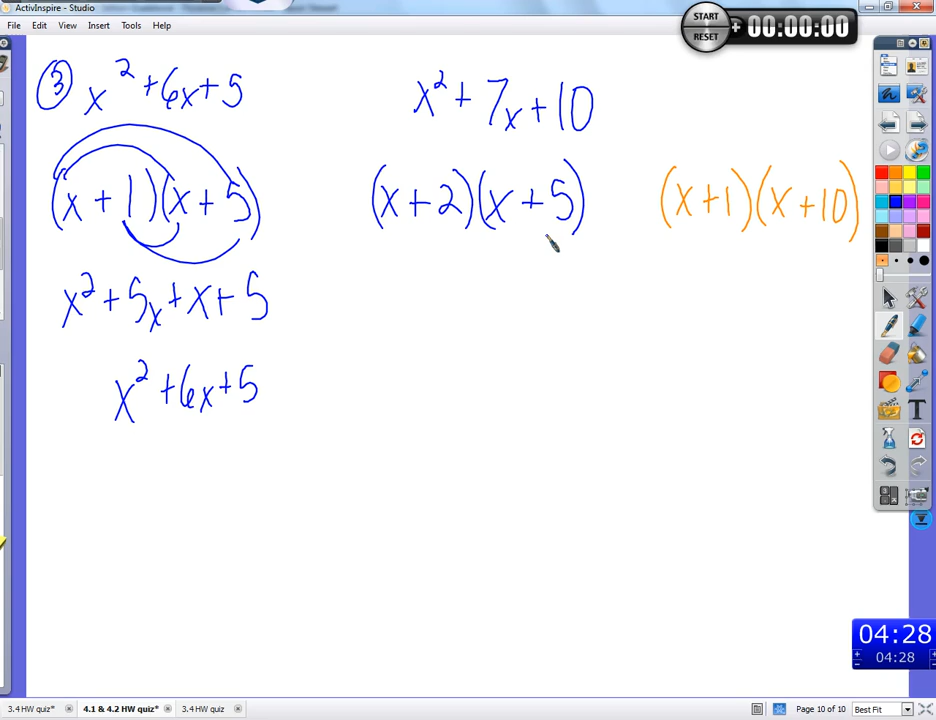 ActivInspire - Studio
File Edit View Insert Tools Help
START
RESET
+ 00:00:00
③ x² + 6x + 5
(x + 1)(x + 5)
x² + 5x + x + 5
x² + 6x + 5
x² + 7x + 10
(x + 2)(x + 5)
(x + 1)(x + 10)
04:28
04:28
3.4 HW quiz*
4.1 & 4.2 HW quiz*
3.4 HW quiz
Page 10 of 10
Best Fit